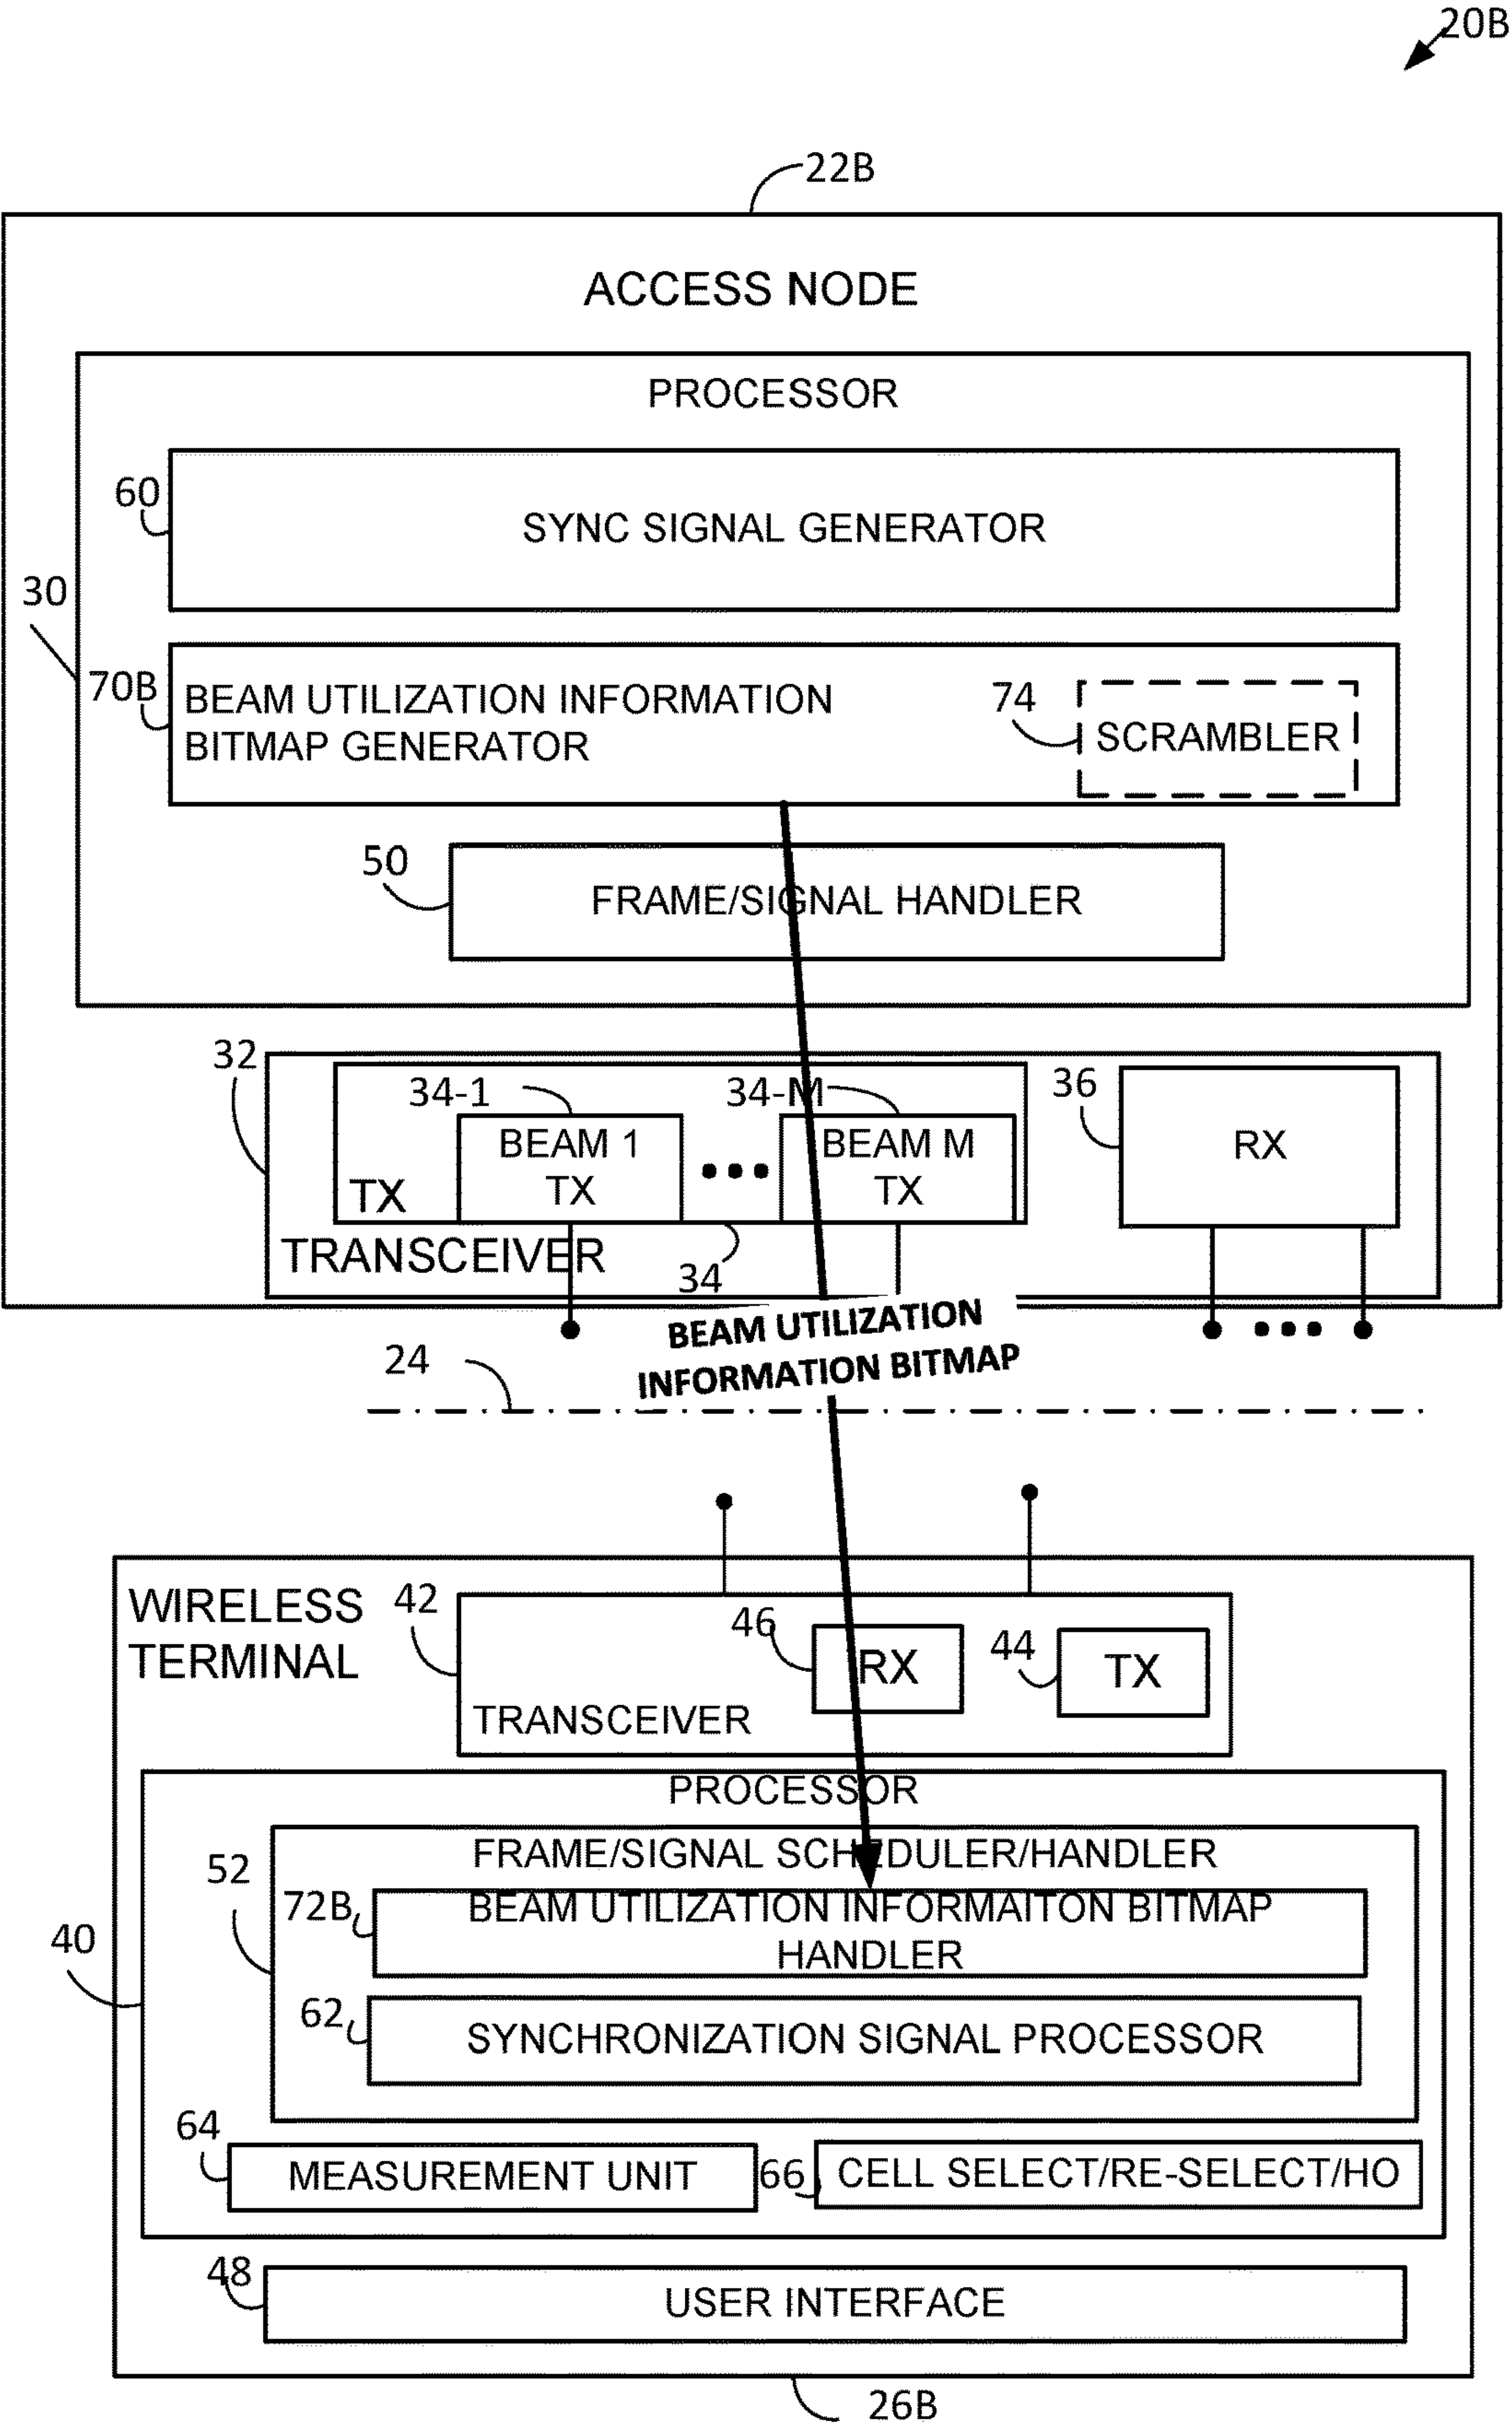 20B
22B
ACCESS NODE
PROCESSOR
60
SYNC SIGNAL GENERATOR
30
70B
BEAM UTILIZATION INFORMATION
BITMAP GENERATOR
74
SCRAMBLER
50
FRAME/SIGNAL HANDLER
32
34-1
34-M
36
BEAM 1
TX
BEAM M
TX
RX
TX
TRANSCEIVER
34
BEAM UTILIZATION
INFORMATION BITMAP
24
WIRELESS
TERMINAL
42
46
RX
44
TX
TRANSCEIVER
PROCESSOR
FRAME/SIGNAL SCHEDULER/HANDLER
52
72B
BEAM UTILIZATION INFORMAITON BITMAP
HANDLER
40
62
SYNCHRONIZATION SIGNAL PROCESSOR
64
MEASUREMENT UNIT
66
CELL SELECT/RE-SELECT/HO
48
USER INTERFACE
26B